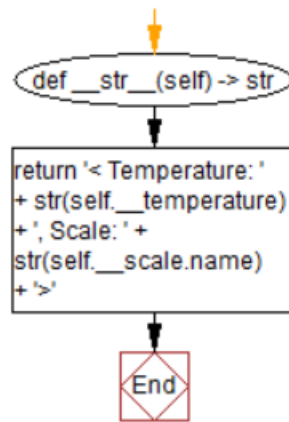 def __str__(self) -> str
return '< Temperature: '
+ str(self.__temperature)
+ ', Scale: ' +
str(self.__scale.name)
+ '>'
End